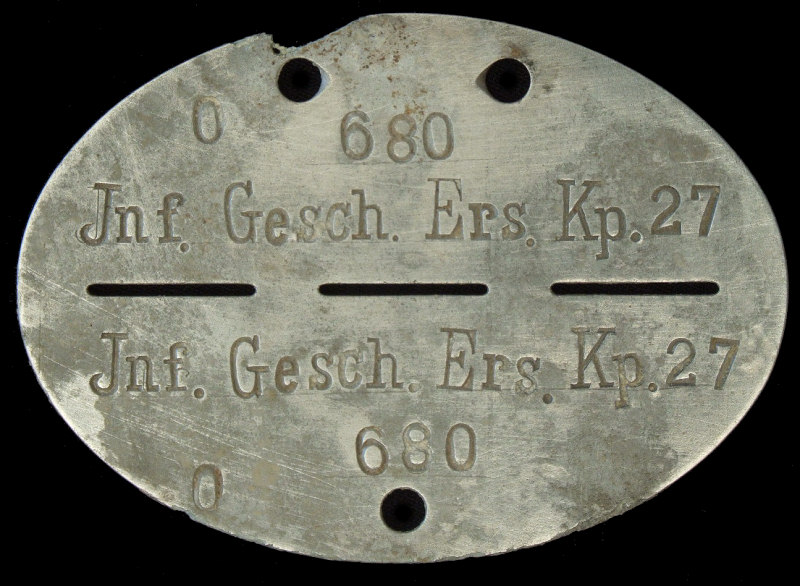 0 680
Jnf. Gesch. Ers. Kp. 27
Jnf. Gesch. Ers. Kp. 27
680
0